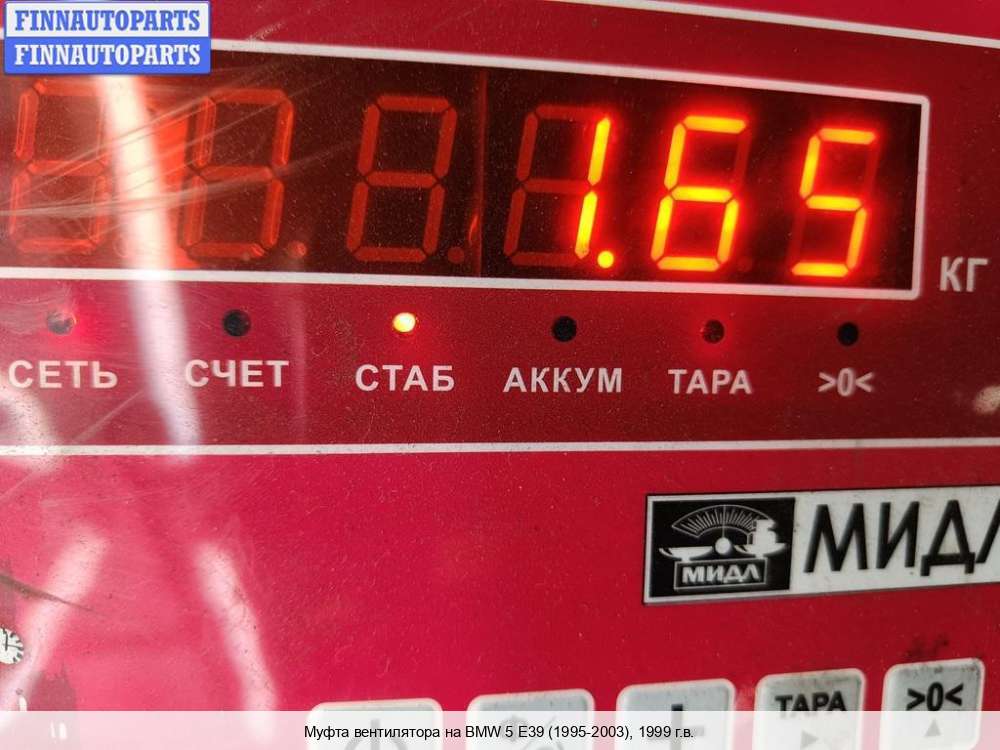 FINNAUTOPARTS
FINNAUTOPARTS
1.65
КГ
СЕТЬ СЧЕТ СТАБ АККУМ ТАРА >0<
МИДЛ МИДЛ
ТАРА >0<
Муфта вентилятора на BMW 5 E39 (1995-2003), 1999 г.в.